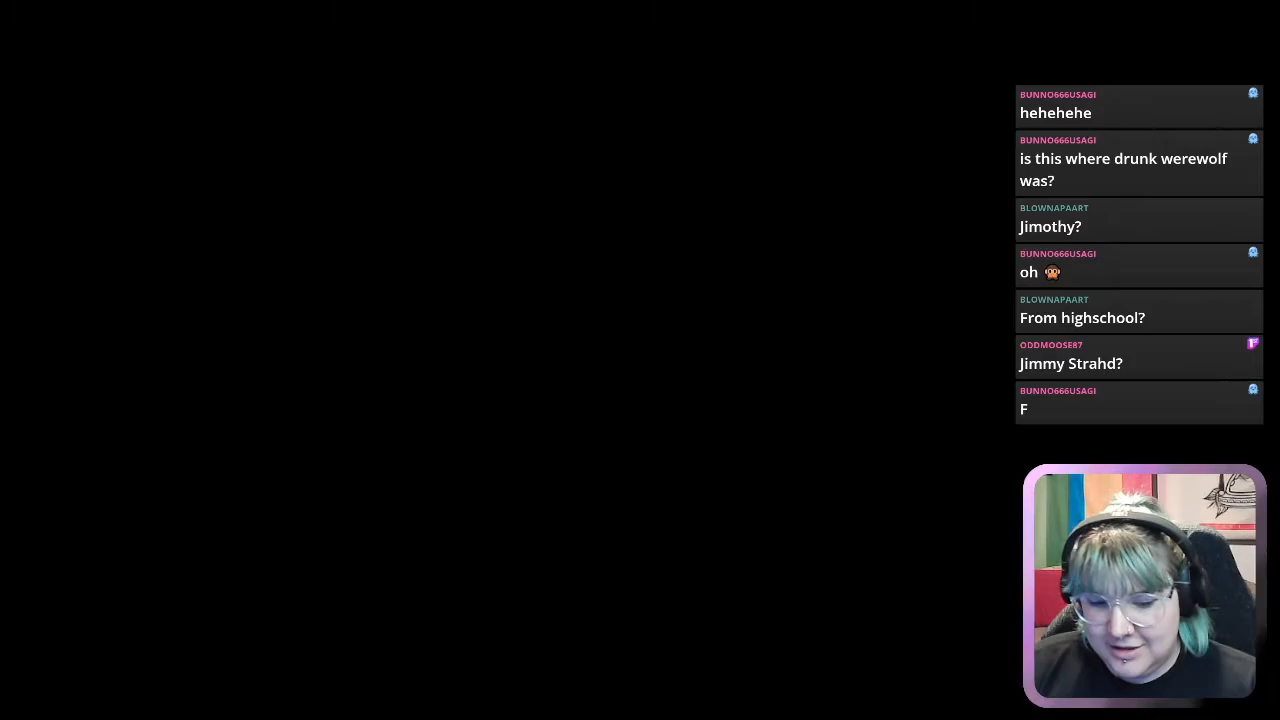 BUNNO666USAGI
hehehehe
BUNNO666USAGI
is this where drunk werewolf
was?
BLOWNAPAART
Jimothy?
BUNNO666USAGI
oh 🙊
BLOWNAPAART
From highschool?
ODDMOOSE87
Jimmy Strahd?
BUNNO666USAGI
F